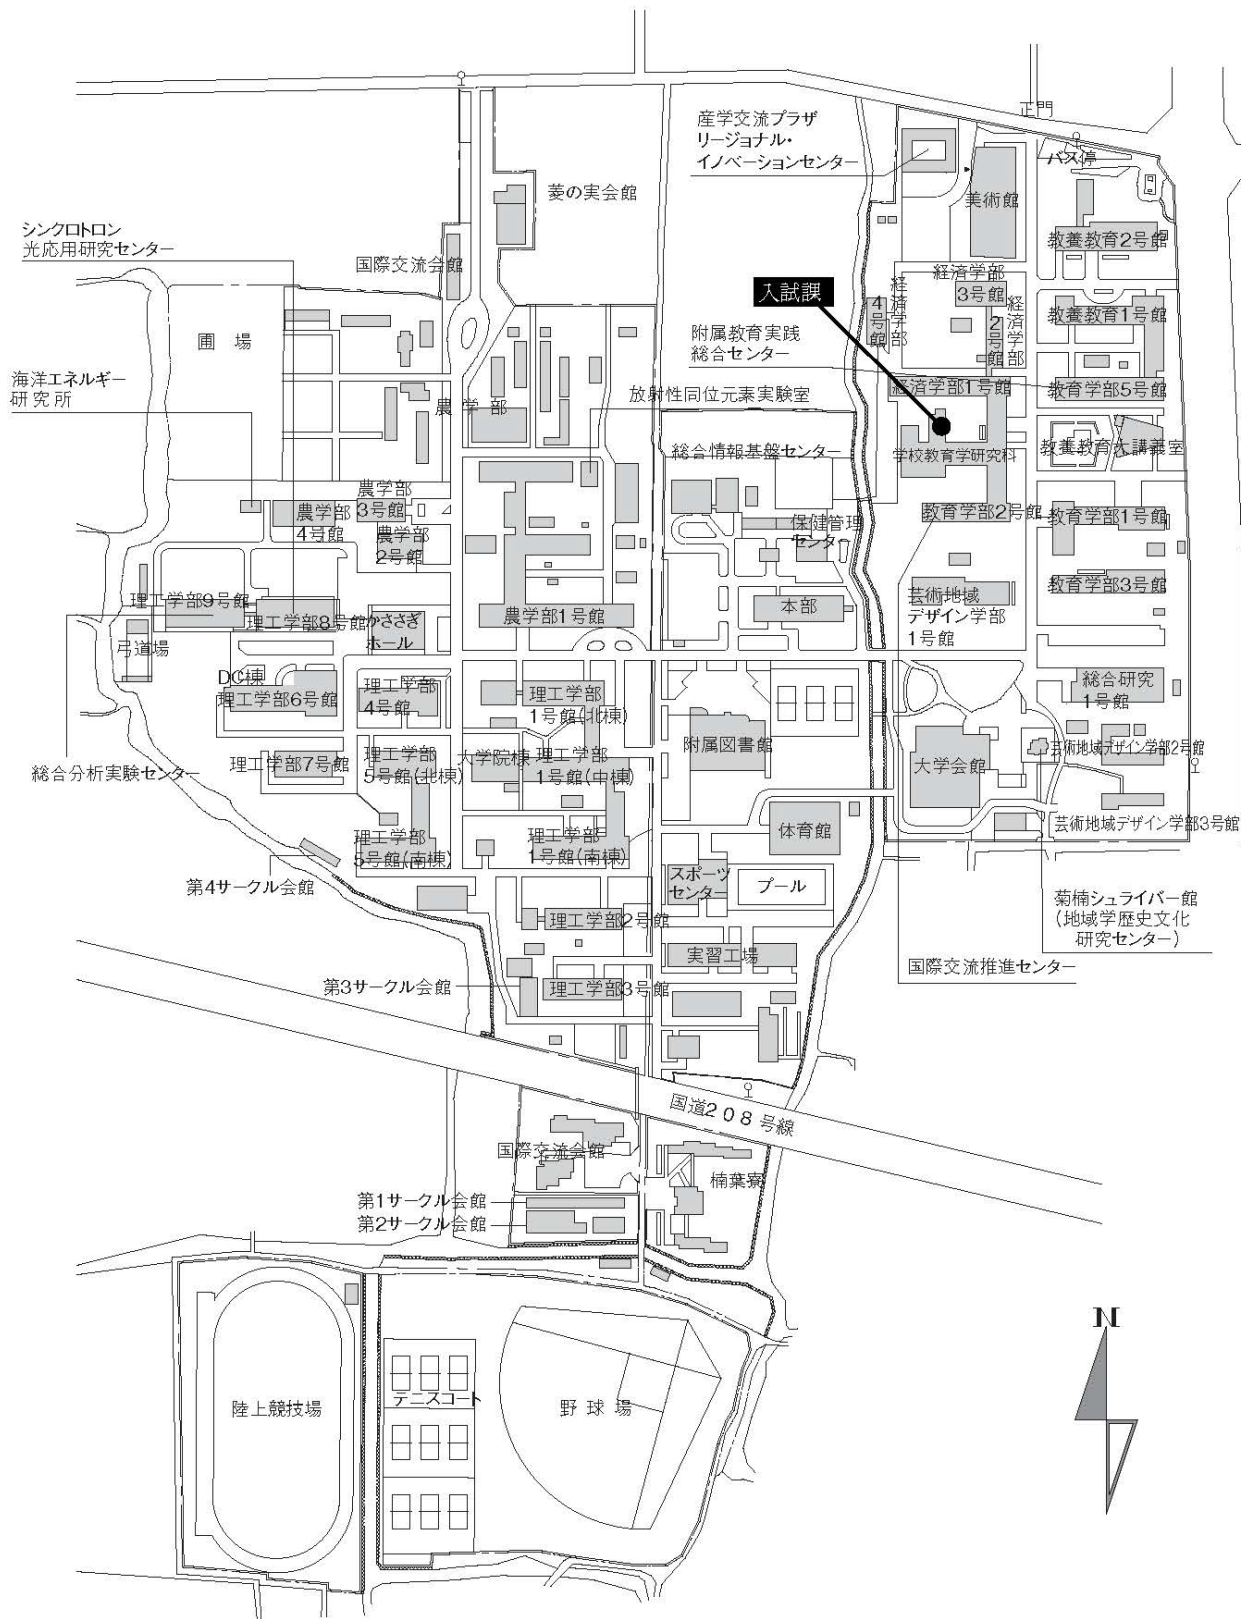 正門
バス停
産学交流プラザ
リージョナル・
イノベーションセンター
美術館
教養教育2号館
菱の実会館
シンクロトロン
光応用研究センター
国際交流会館
経済学部
3号館
経済学部
4号館
経済学部
2号館
入試課
教養教育1号館
圃場
附属教育実践
総合センター
海洋エネルギー
研究所
経済学部1号館
教育学部5号館
放射性同位元素実験室
農学部
総合情報基盤センター
学校教育学研究科
教養教育大講義室
農学部
3号館
農学部
4号館
農学部
2号館
保健管理
センター
教育学部2号館
教育学部1号館
教育学部3号館
理工学部9号館
理工学部8号館
かささぎ
ホール
農学部1号館
本部
芸術地域
デザイン学部
1号館
弓道場
DC棟
理工学部6号館
理工学部
4号館
理工学部
1号館(北棟)
総合研究
1号館
総合分析実験センター
理工学部7号館
理工学部
5号館(北棟)
大学院棟
理工学部
1号館(中棟)
附属図書館
大学会館
芸術地域デザイン学部2号館
理工学部
5号館(南棟)
理工学部
1号館(南棟)
体育館
芸術地域デザイン学部3号館
第4サークル会館
スポーツ
センター
プール
菊楠シュライバー館
(地域学歴史文化
研究センター)
理工学部2号館
実習工場
国際交流推進センター
第3サークル会館
理工学部3号館
国道208号線
国際交流会館
楠葉寮
第1サークル会館
第2サークル会館
N
陸上競技場
テニスコート
野球場